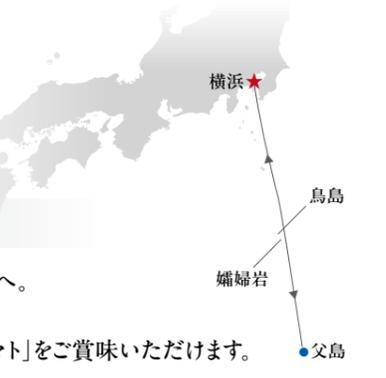 横浜
鳥島
孀婦岩
へ。
ト」をご賞味いただけます。
父島